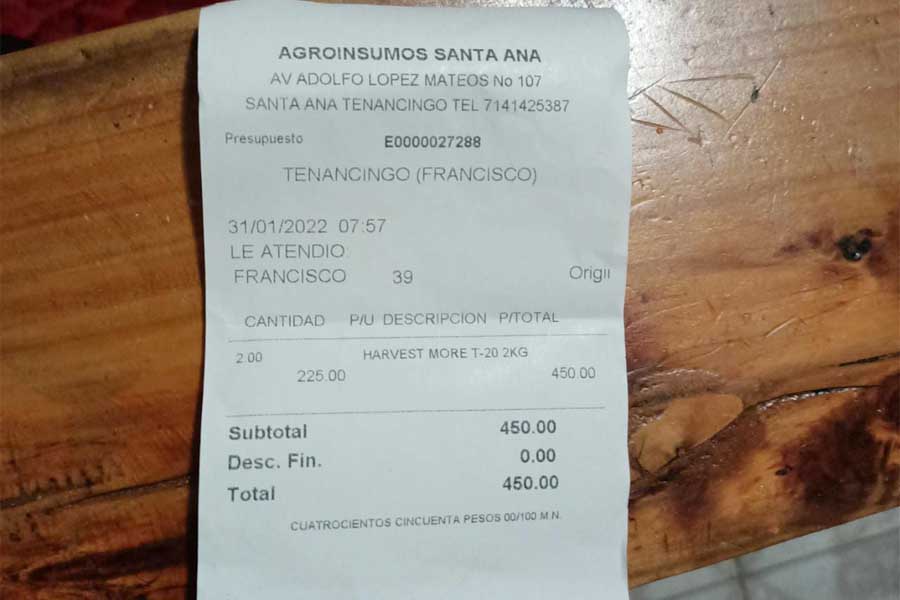 AGROINSUMOS SANTA ANA
AV ADOLFO LOPEZ MATEOS No 107
SANTA ANA TENANCINGO TEL 7141425387
Presupuesto E0000027288
TENANCINGO (FRANCISCO)
31/01/2022 07:57
LE ATENDIO:
FRANCISCO 39 Origii
CANTIDAD P/U DESCRIPCION P/TOTAL
2.00 HARVEST MORE T-20 2KG
225.00 450.00
Subtotal 450.00
Desc. Fin. 0.00
Total 450.00
CUATROCIENTOS CINCUENTA PESOS 00/100 M.N.